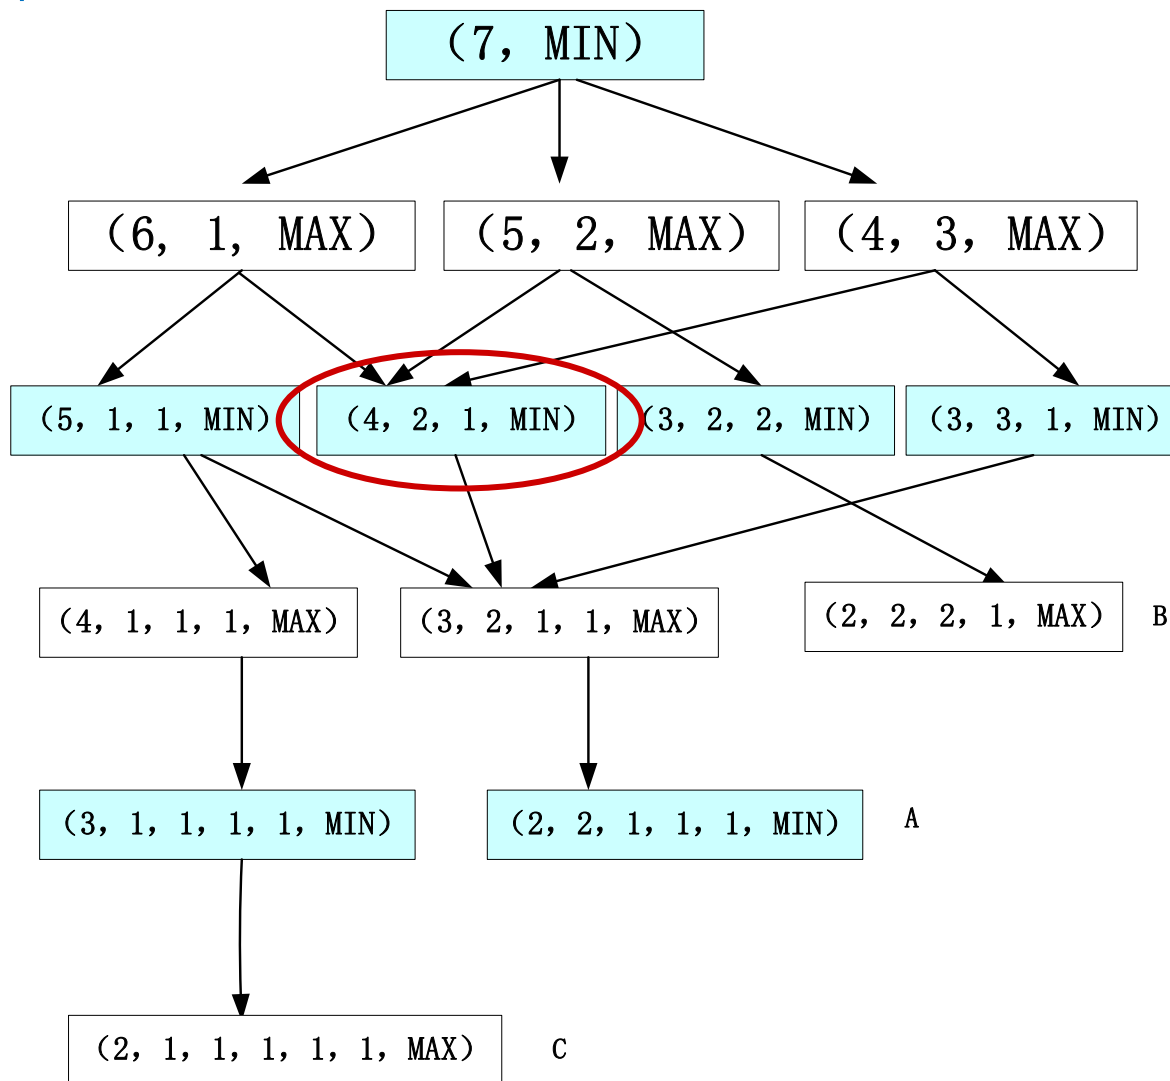 (7, MIN)
(6, 1, MAX)
(5, 2, MAX)
(4, 3, MAX)
(5, 1, 1, MIN)
(4, 2, 1, MIN)
(3, 2, 2, MIN)
(3, 3, 1, MIN)
(4, 1, 1, 1, MAX)
(3, 2, 1, 1, MAX)
(2, 2, 2, 1, MAX)
B
(3, 1, 1, 1, 1, MIN)
(2, 2, 1, 1, 1, MIN)
A
(2, 1, 1, 1, 1, 1, MAX)
C